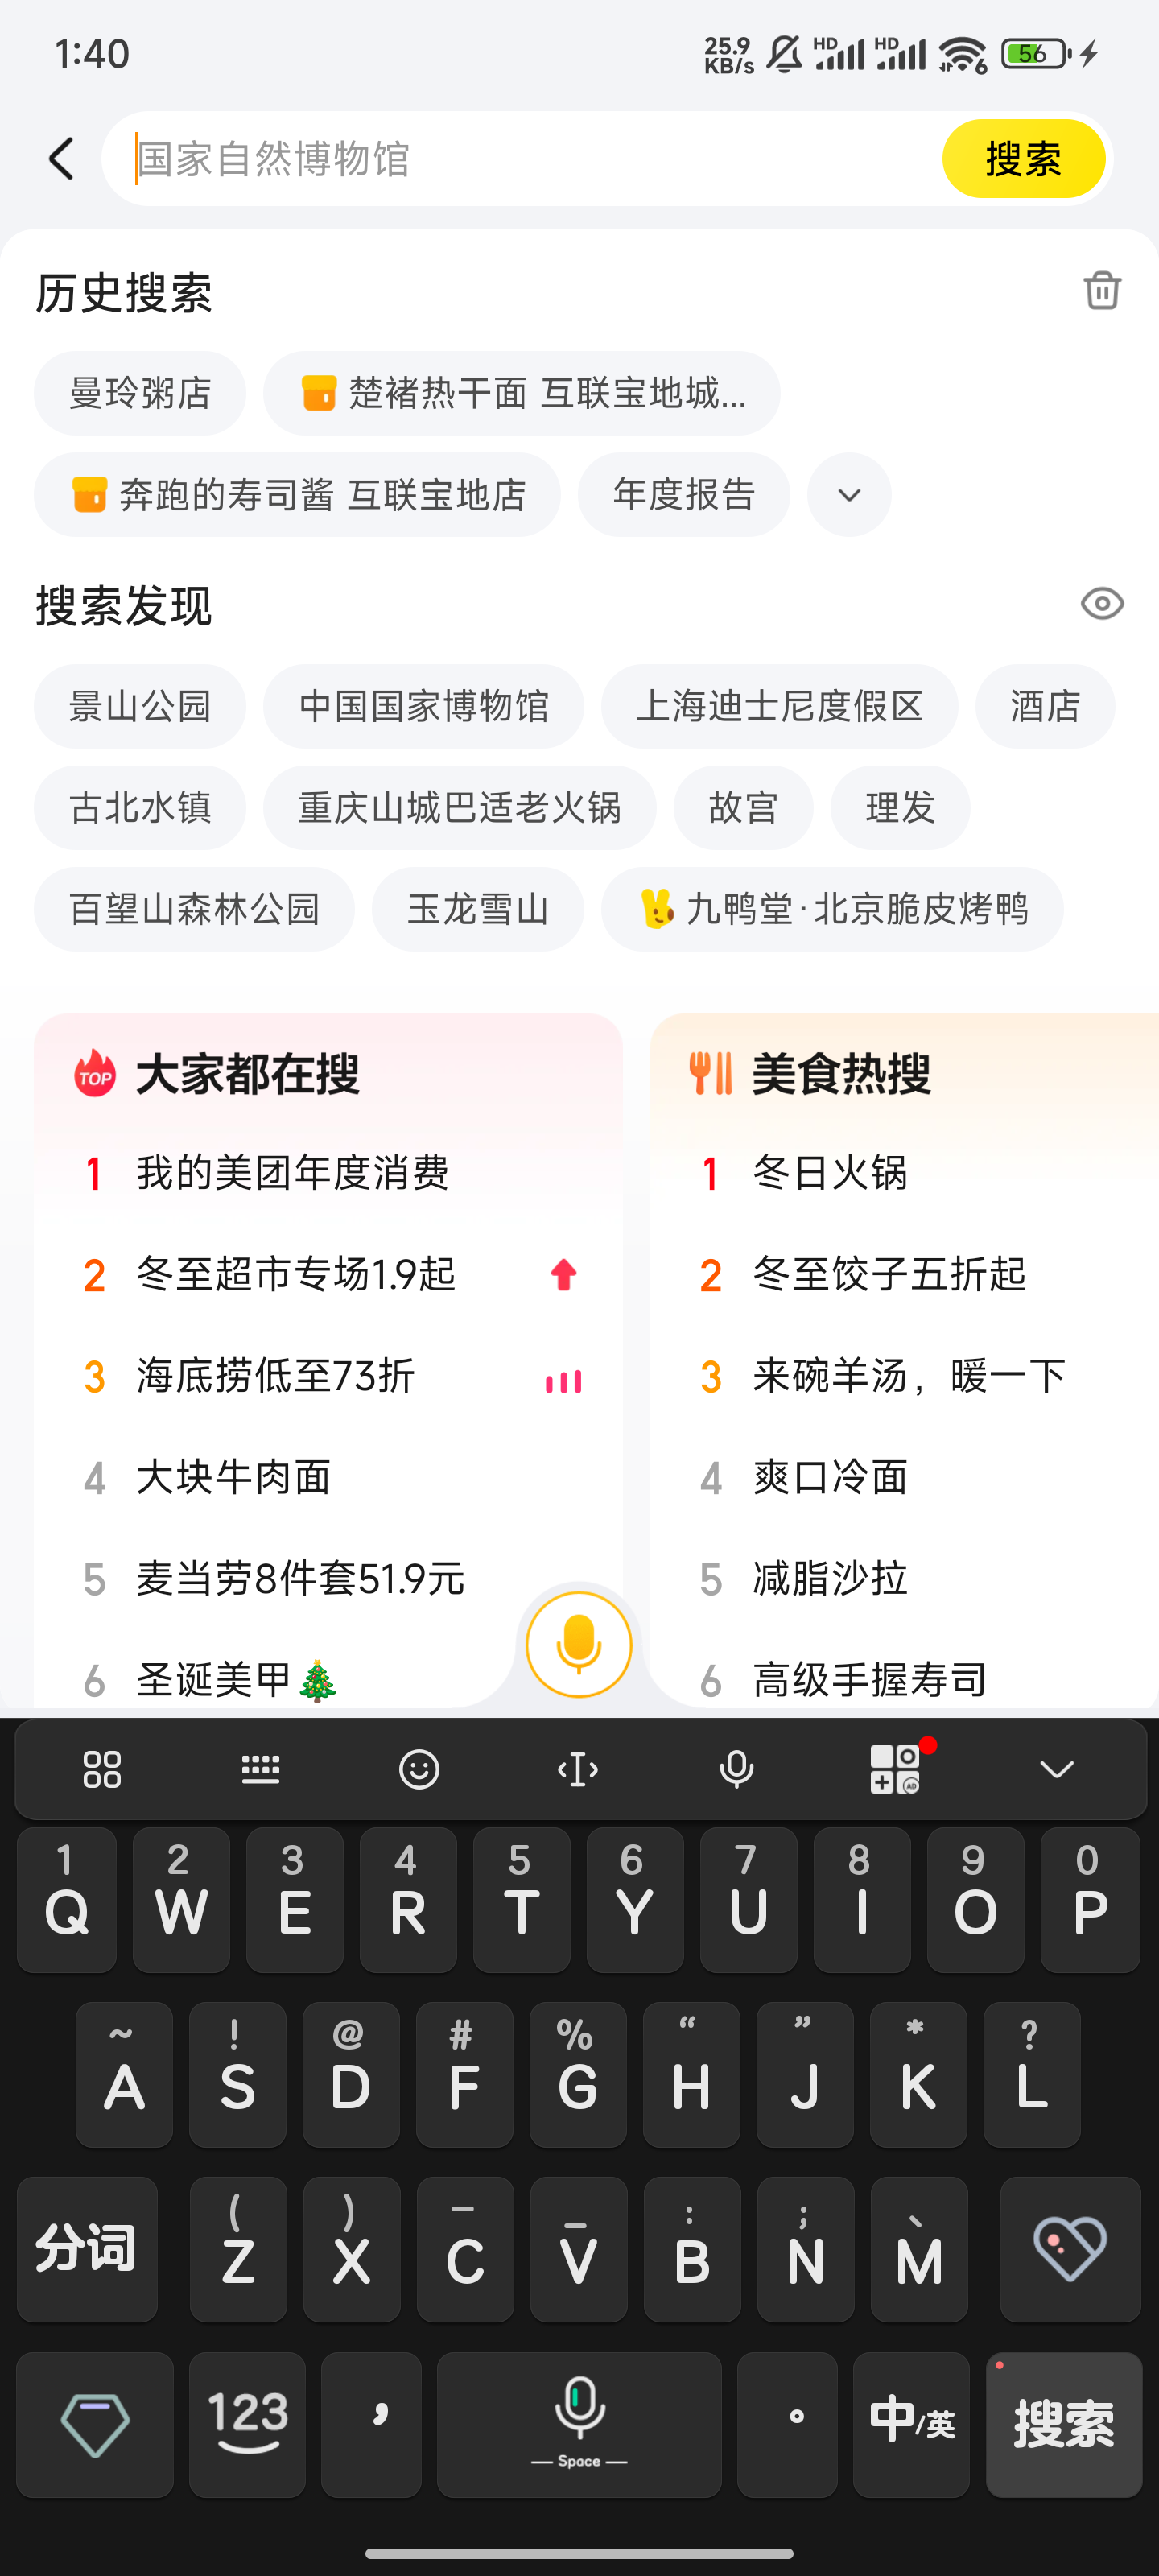 1:40
25.9
KB/s
HD
HD
6
56
国家自然博物馆
搜索
历史搜索
曼玲粥店
楚褚热干面 互联宝地城...
奔跑的寿司酱 互联宝地店
年度报告
搜索发现
景山公园
中国国家博物馆
上海迪士尼度假区
酒店
古北水镇
重庆山城巴适老火锅
故宫
理发
百望山森林公园
玉龙雪山
九鸭堂·北京脆皮烤鸭
TOP 大家都在搜
1 我的美团年度消费
2 冬至超市专场1.9起
3 海底捞低至73折
4 大块牛肉面
5 麦当劳8件套51.9元
6 圣诞美甲🎄
美食热搜
1 冬日火锅
2 冬至饺子五折起
3 来碗羊汤，暖一下
4 爽口冷面
5 减脂沙拉
6 高级手握寿司
AD
1 2 3 4 5 6 7 8 9 0
Q W E R T Y U I O P
~ ! @ # % “ ” * ?
A S D F G H J K L
( ) – _ : ; 、
分词 Z X C V B N M
123 ， Space 。 中/英 搜索